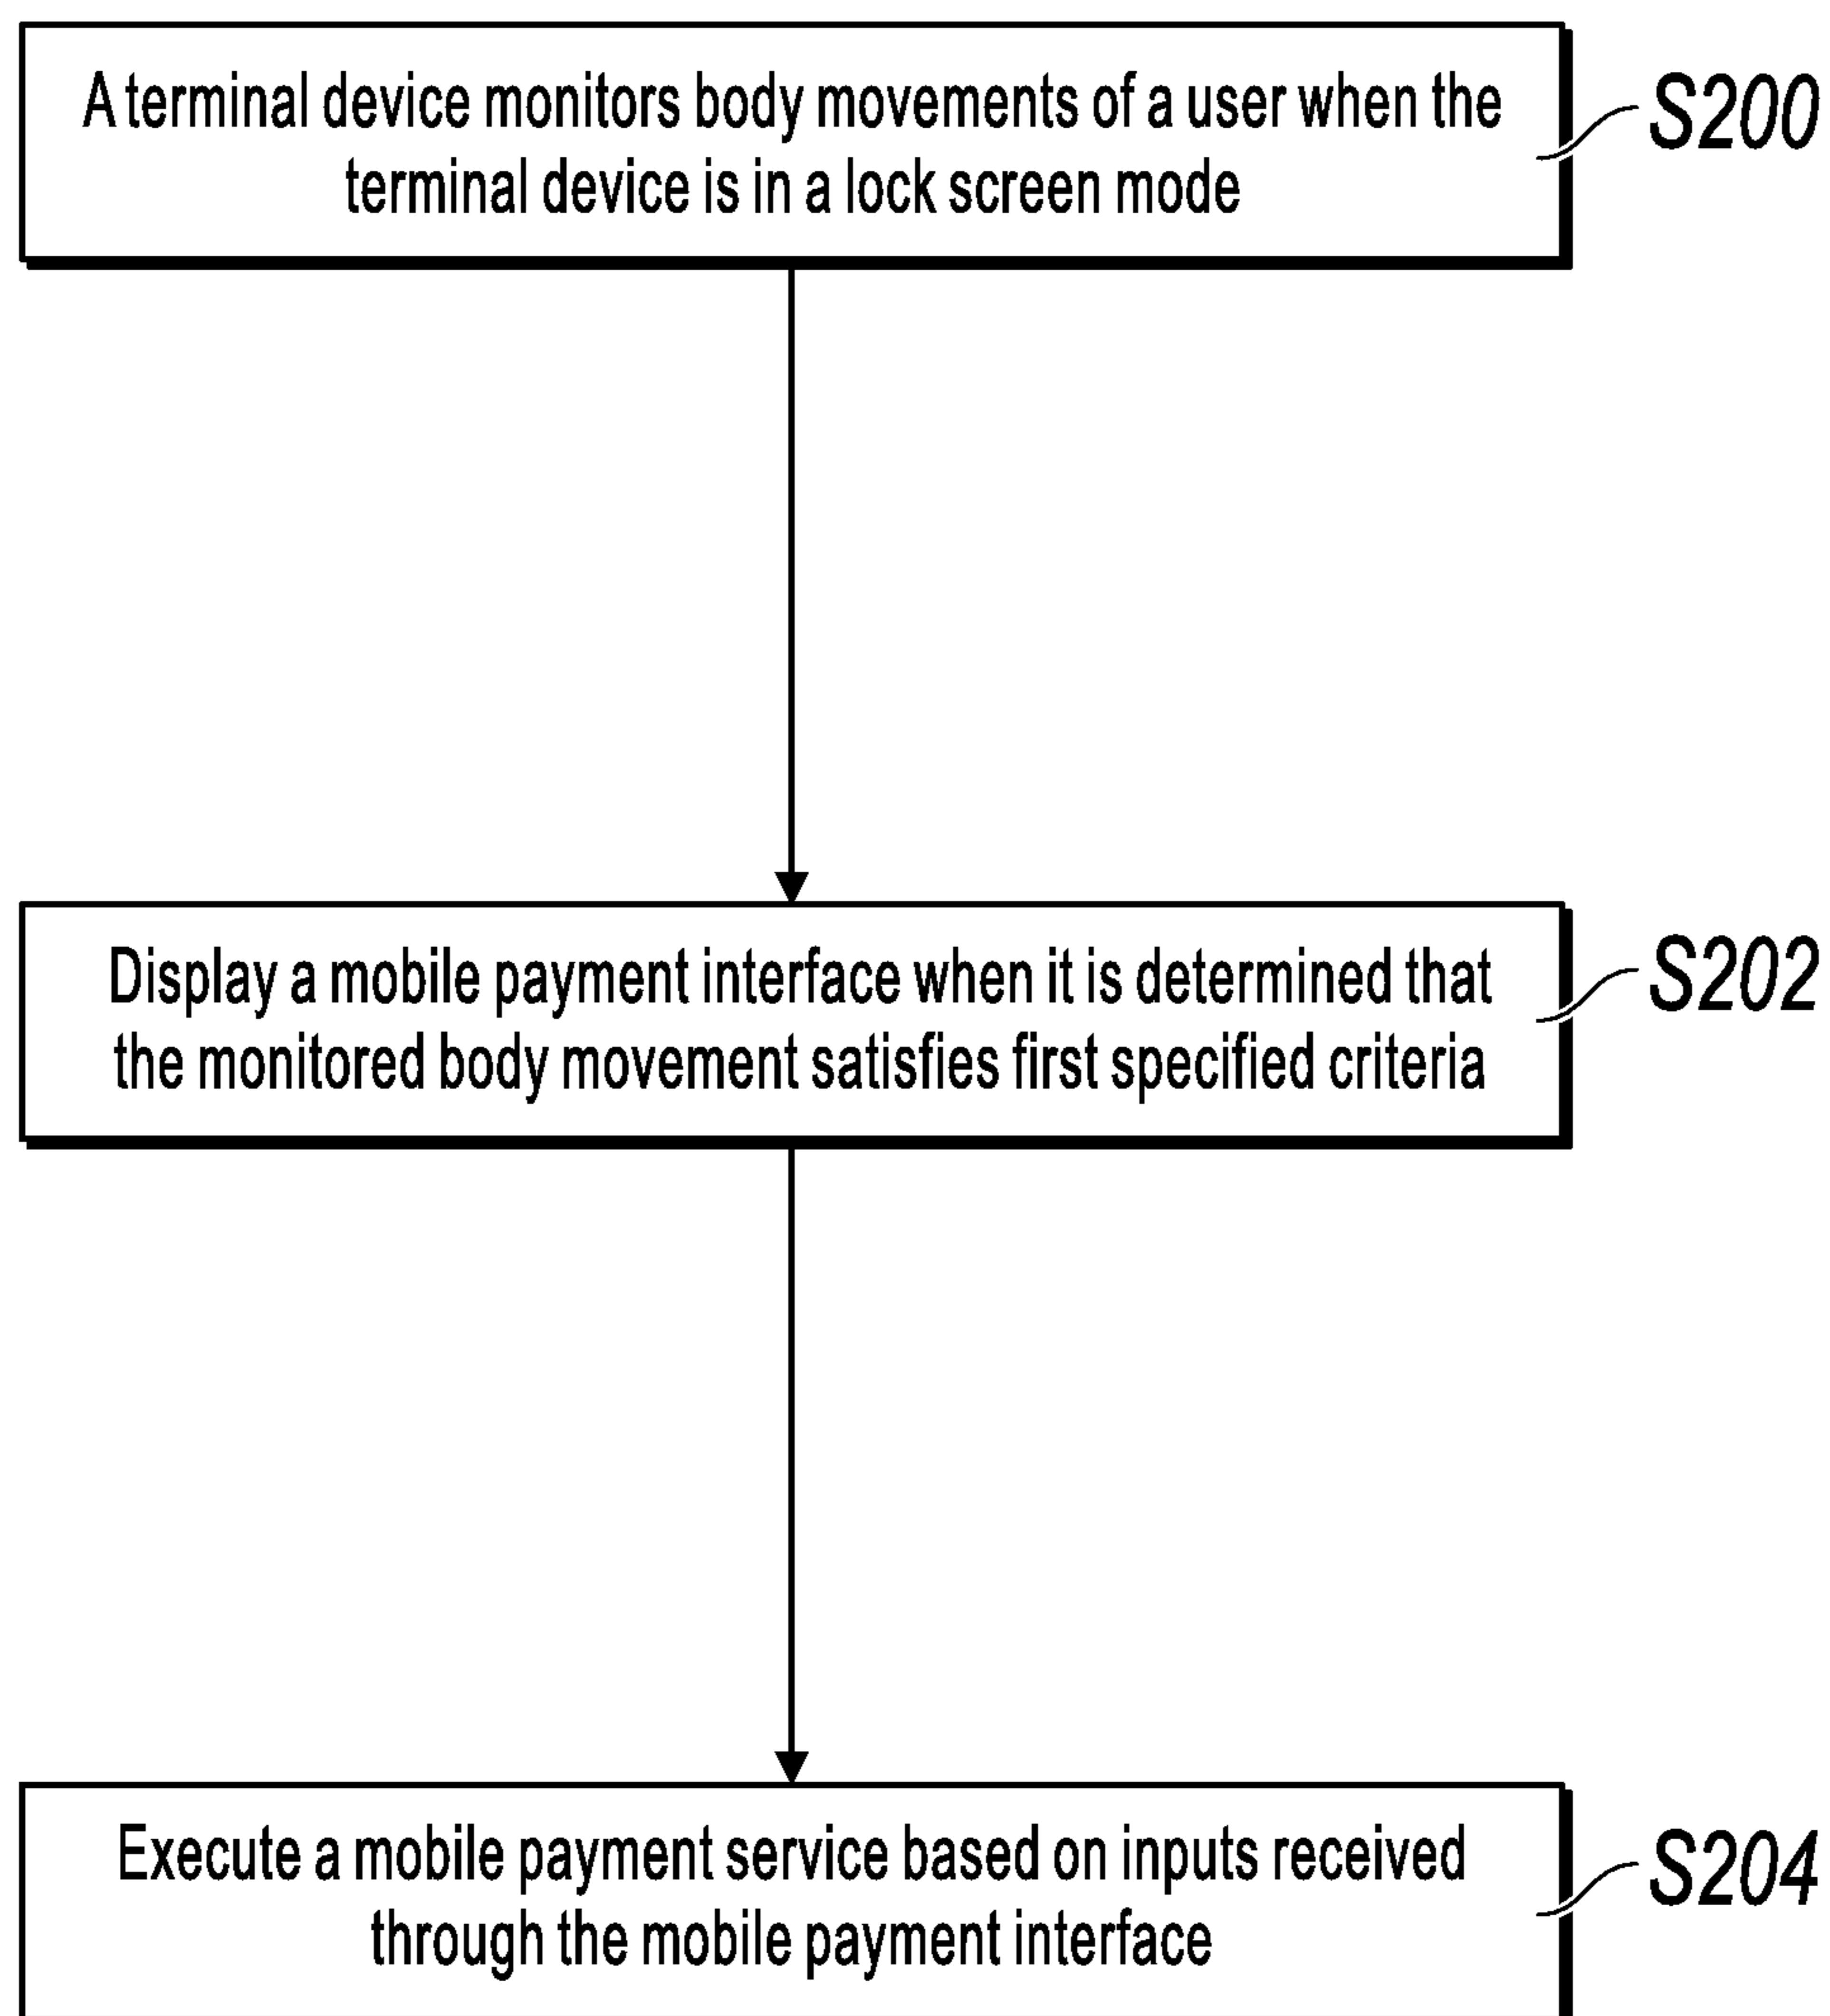 A terminal device monitors body movements of a user when the
terminal device is in a lock screen mode
S200
Display a mobile payment interface when it is determined that
the monitored body movement satisfies first specified criteria
S202
Execute a mobile payment service based on inputs received
through the mobile payment interface
S204